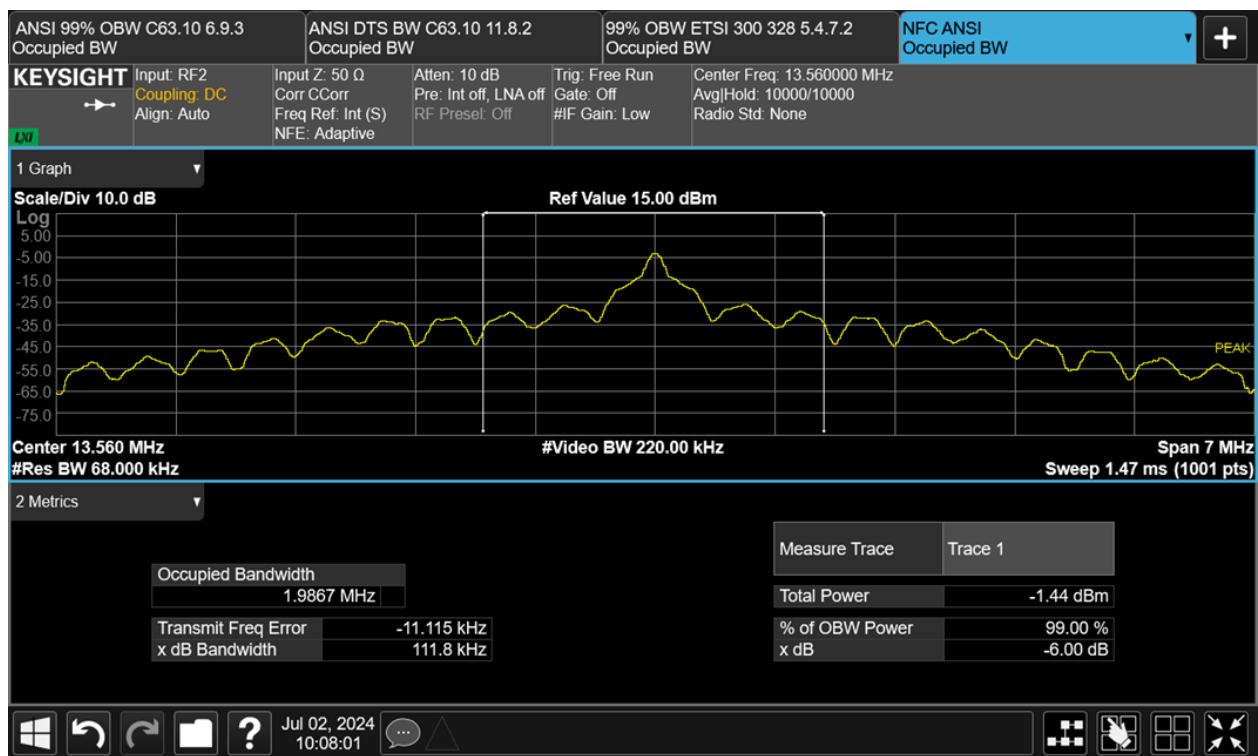 ANSI 99% OBW C63.10 6.9.3
Occupied BW
ANSI DTS BW C63.10 11.8.2
Occupied BW
99% OBW ETSI 300 328 5.4.7.2
Occupied BW
NFC ANSI
Occupied BW
KEYSIGHT
LXI
Input: RF2
Coupling: DC
Align: Auto
Input Z: 50 Ω
Corr CCorr
Freq Ref: Int (S)
NFE: Adaptive
Atten: 10 dB
Pre: Int off, LNA off
RF Presel: Off
Trig: Free Run
Gate: Off
#IF Gain: Low
Center Freq: 13.560000 MHz
Avg|Hold: 10000/10000
Radio Std: None
1 Graph
Scale/Div 10.0 dB
Ref Value 15.00 dBm
Log
5.00
-5.00
-15.0
-25.0
-35.0
-45.0
-55.0
-65.0
-75.0
PEAK
Center 13.560 MHz
#Video BW 220.00 kHz
Span 7 MHz
#Res BW 68.000 kHz
Sweep 1.47 ms (1001 pts)
2 Metrics
Measure Trace Trace 1
Occupied Bandwidth
1.9867 MHz
Total Power -1.44 dBm
Transmit Freq Error -11.115 kHz
% of OBW Power 99.00 %
x dB Bandwidth 111.8 kHz
x dB -6.00 dB
Jul 02, 2024
10:08:01